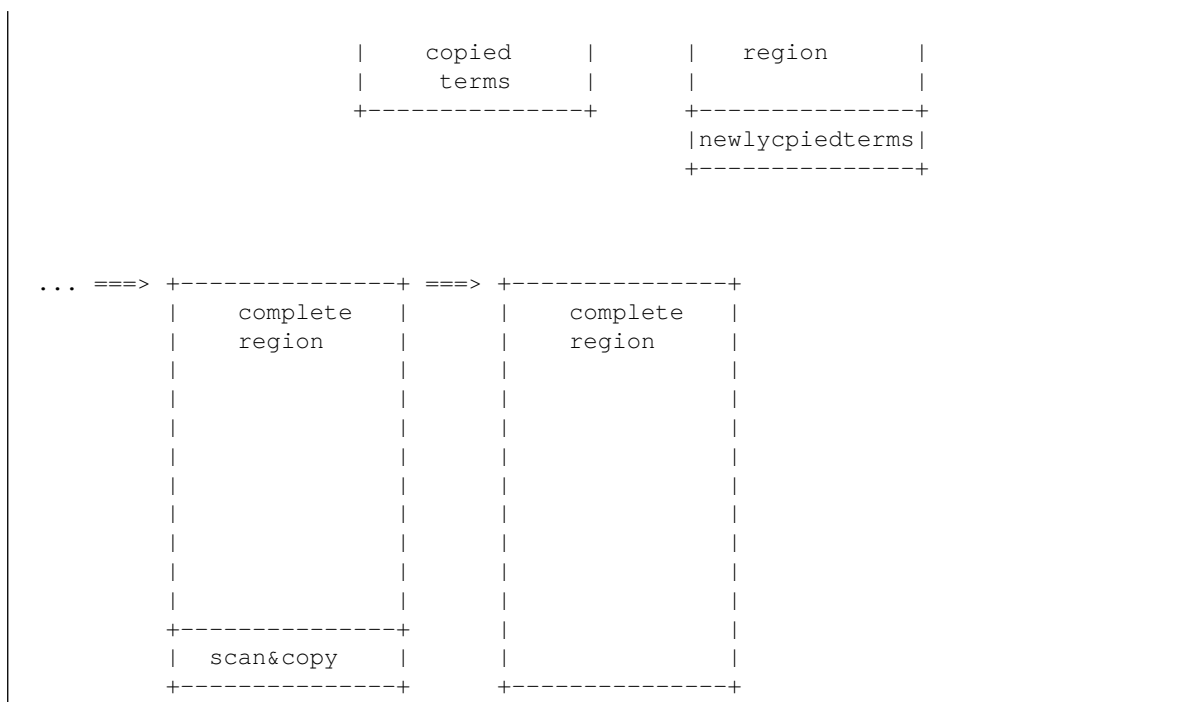 |     copied     |      |   region      |
|      terms     |      |               |
+---------------+      +---------------+
|newlycpiedterms|
+---------------+
... ===> +---------------+ ===> +---------------+
|    complete   |      |    complete   |
|    region     |      |    region     |
|               |      |               |
|               |      |               |
|               |      |               |
|               |      |               |
|               |      |               |
|               |      |               |
|               |      |               |
|               |      |               |
|               |      |               |
+---------------+      |               |
|  scan&copy    |      |               |
+---------------+      +---------------+